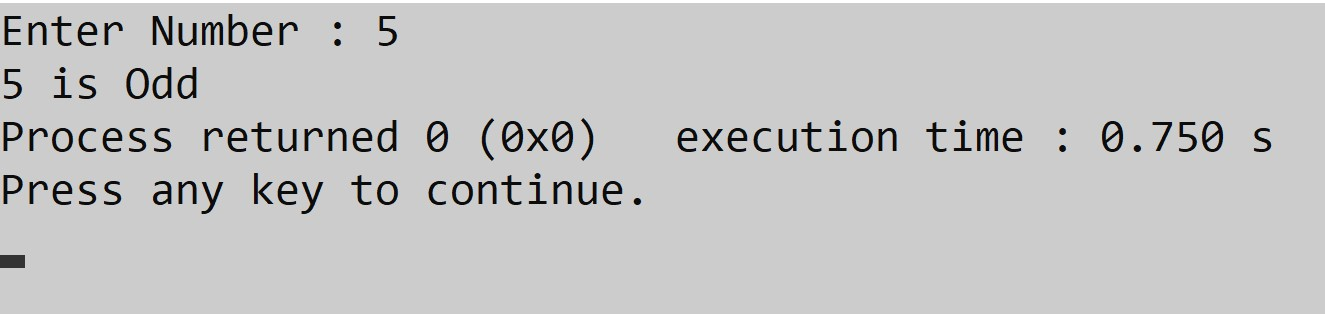 Enter Number : 5
5 is Odd
Process returned 0 (0x0)   execution time : 0.750 s
Press any key to continue.